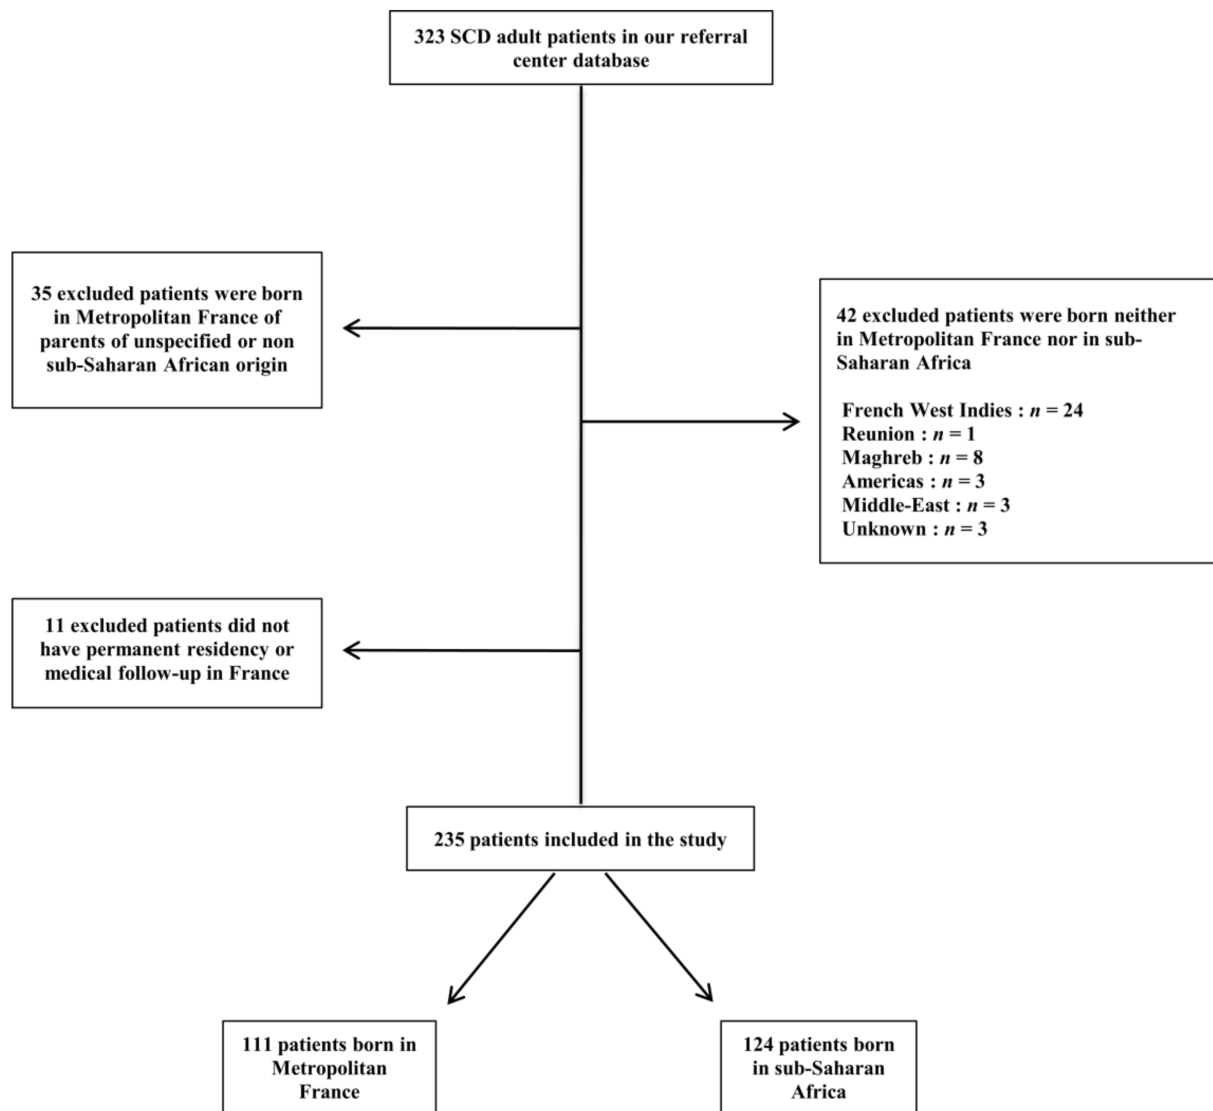 323 SCD adult patients in our referral
center database
35 excluded patients were born
in Metropolitan France of
parents of unspecified or non
sub-Saharan African origin
42 excluded patients were born neither
in Metropolitan France nor in sub-
Saharan Africa
French West Indies : n = 24
Reunion : n = 1
Maghreb : n = 8
Americas : n = 3
Middle-East : n = 3
Unknown : n = 3
11 excluded patients did not
have permanent residency or
medical follow-up in France
235 patients included in the study
111 patients born in
Metropolitan
France
124 patients born
in sub-Saharan
Africa